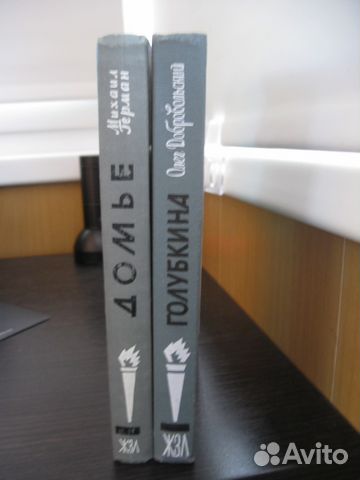 Михаил
Герман
ДОМЬЕ
ЖЗЛ
Олег Добровольский
ГОЛУБКИНА
ЖЗЛ
Avito